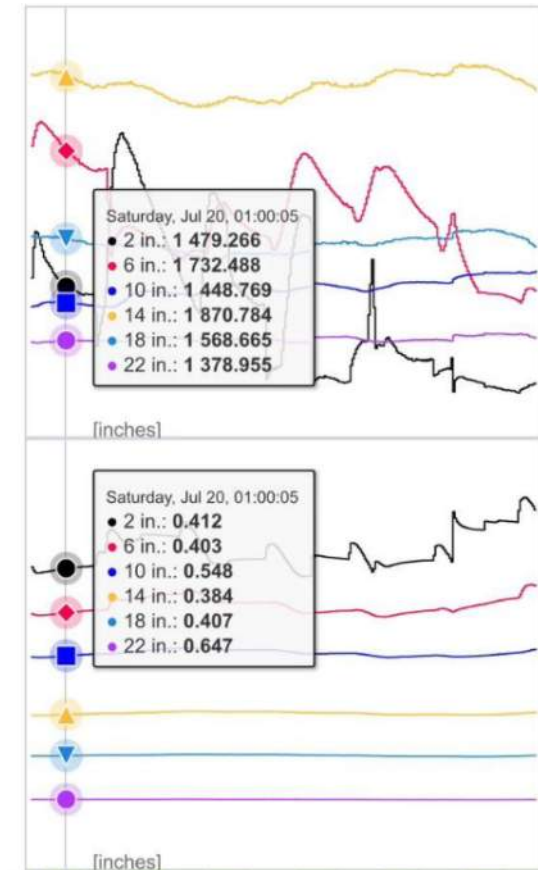 Saturday, Jul 20, 01:00:05
● 2 in.: 1 479.266
● 6 in.: 1 732.488
● 10 in.: 1 448.769
● 14 in.: 1 870.784
● 18 in.: 1 568.665
● 22 in.: 1 378.955
[inches]
Saturday, Jul 20, 01:00:05
● 2 in.: 0.412
● 6 in.: 0.403
● 10 in.: 0.548
● 14 in.: 0.384
● 18 in.: 0.407
● 22 in.: 0.647
[inches]